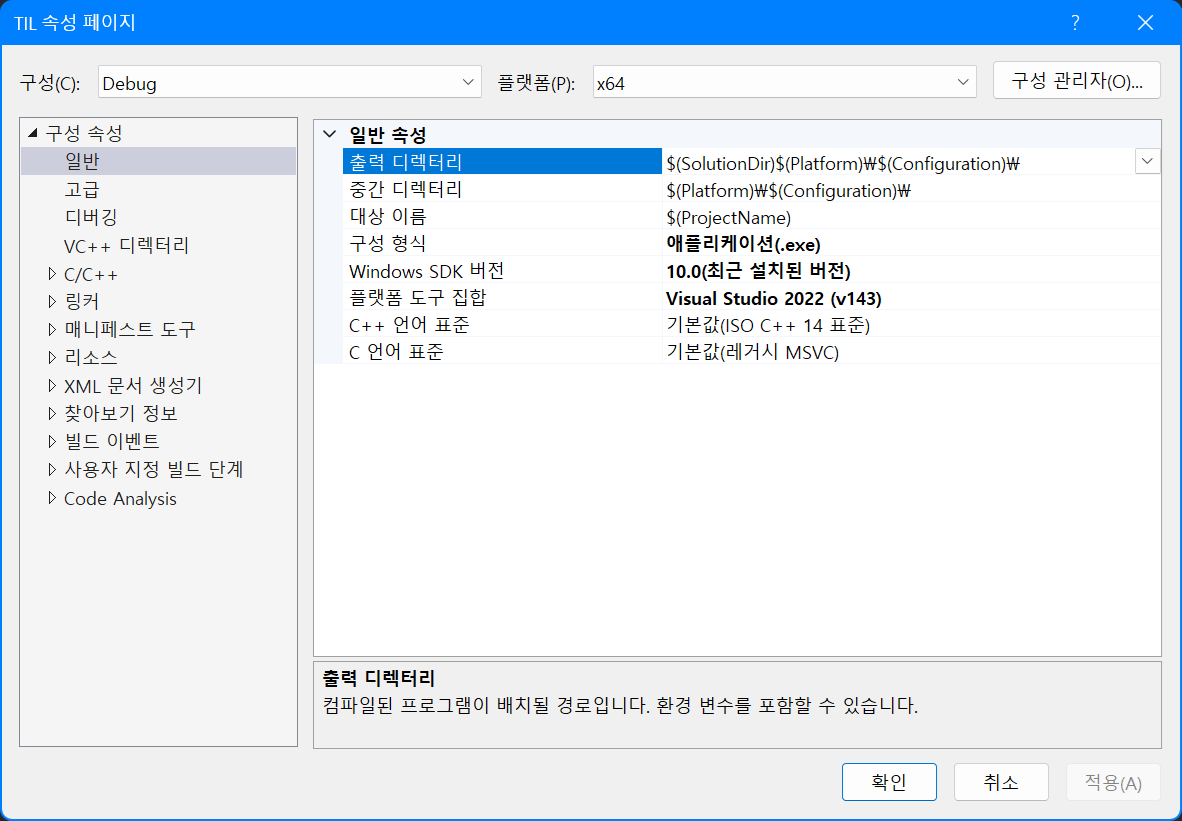 TIL 속성 페이지 ?
구성(C): Debug 플랫폼(P): x64 구성 관리자(O)...
구성 속성
일반
고급
디버깅
VC++ 디렉터리
C/C++
링커
매니페스트 도구
리소스
XML 문서 생성기
찾아보기 정보
빌드 이벤트
사용자 지정 빌드 단계
Code Analysis
일반 속성
출력 디렉터리 $(SolutionDir)$(Platform)₩$(Configuration)₩
중간 디렉터리 $(Platform)₩$(Configuration)₩
대상 이름 $(ProjectName)
구성 형식 애플리케이션(.exe)
Windows SDK 버전 10.0(최근 설치된 버전)
플랫폼 도구 집합 Visual Studio 2022 (v143)
C++ 언어 표준 기본값(ISO C++ 14 표준)
C 언어 표준 기본값(레거시 MSVC)
출력 디렉터리
컴파일된 프로그램이 배치될 경로입니다. 환경 변수를 포함할 수 있습니다.
확인 취소 적용(A)